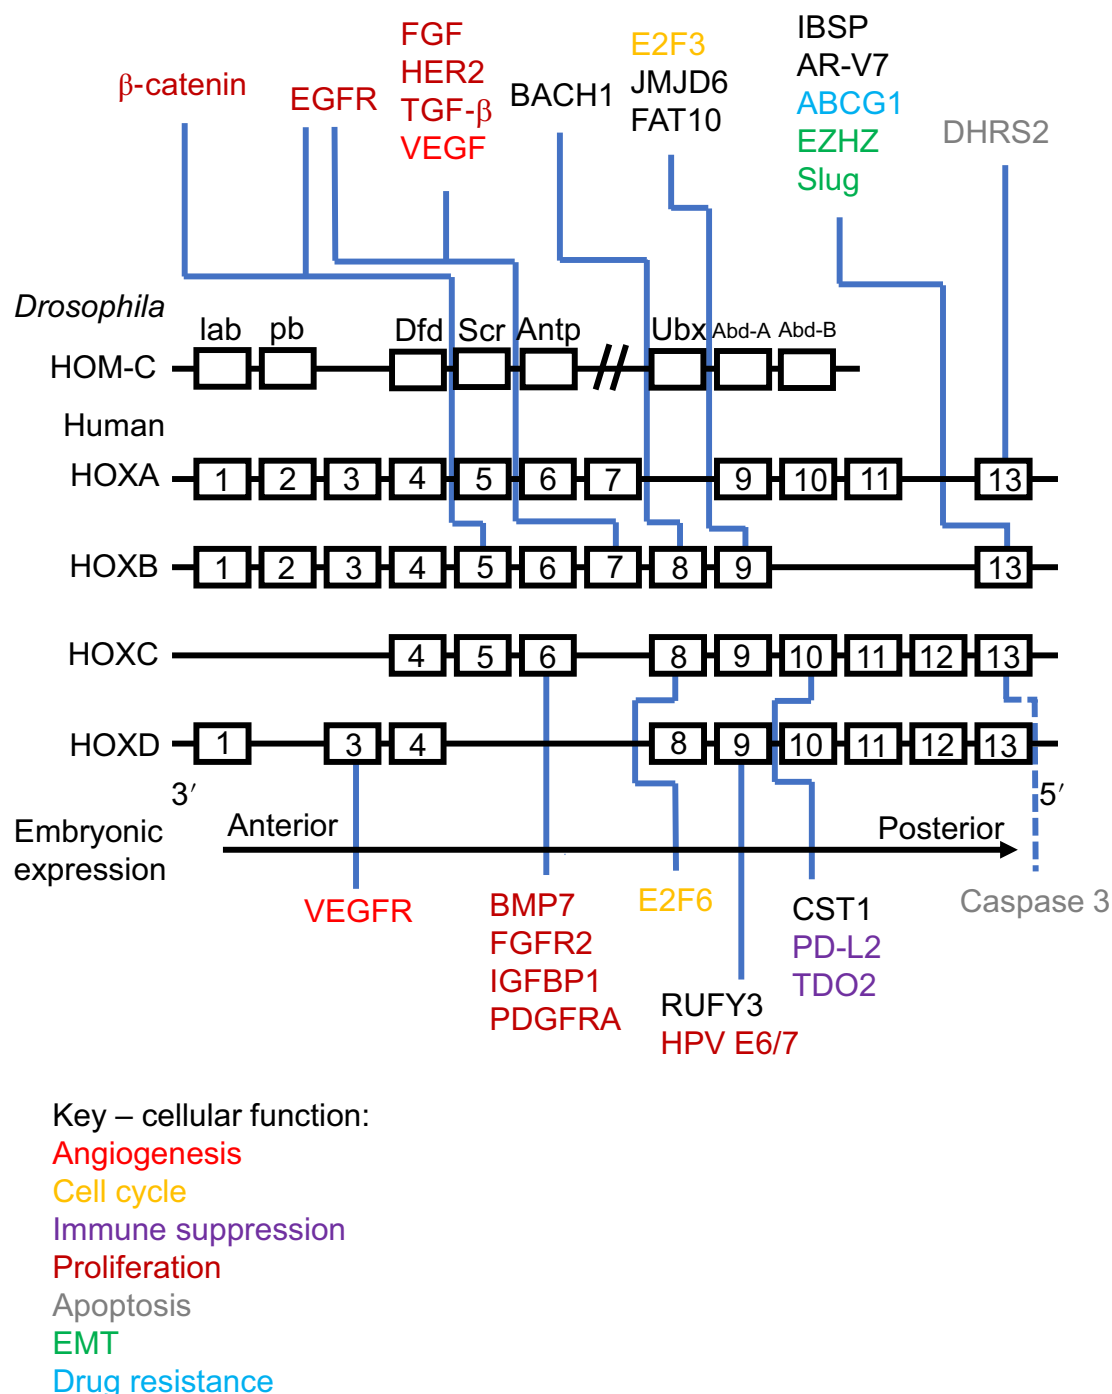 β-catenin
EGFR
FGF
HER2
TGF-β
VEGF
BACH1
E2F3
JMJD6
FAT10
IBSP
AR-V7
ABCG1
EZHZ
Slug
DHRS2
Drosophila
lab pb Dfd Scr Antp Ubx Abd-A Abd-B
HOM-C
Human
HOXA 1 2 3 4 5 6 7 9 10 11 13
HOXB 1 2 3 4 5 6 7 8 9 13
HOXC 4 5 6 8 9 10 11 12 13
HOXD 1 3 4 8 9 10 11 12 13
3′ 5′
Embryonic
expression
Anterior Posterior
VEGFR
BMP7
FGFR2
IGFBP1
PDGFRA
E2F6
RUFY3
HPV E6/7
CST1
PD-L2
TDO2
Caspase 3
Key – cellular function:
Angiogenesis
Cell cycle
Immune suppression
Proliferation
Apoptosis
EMT
Drug resistance